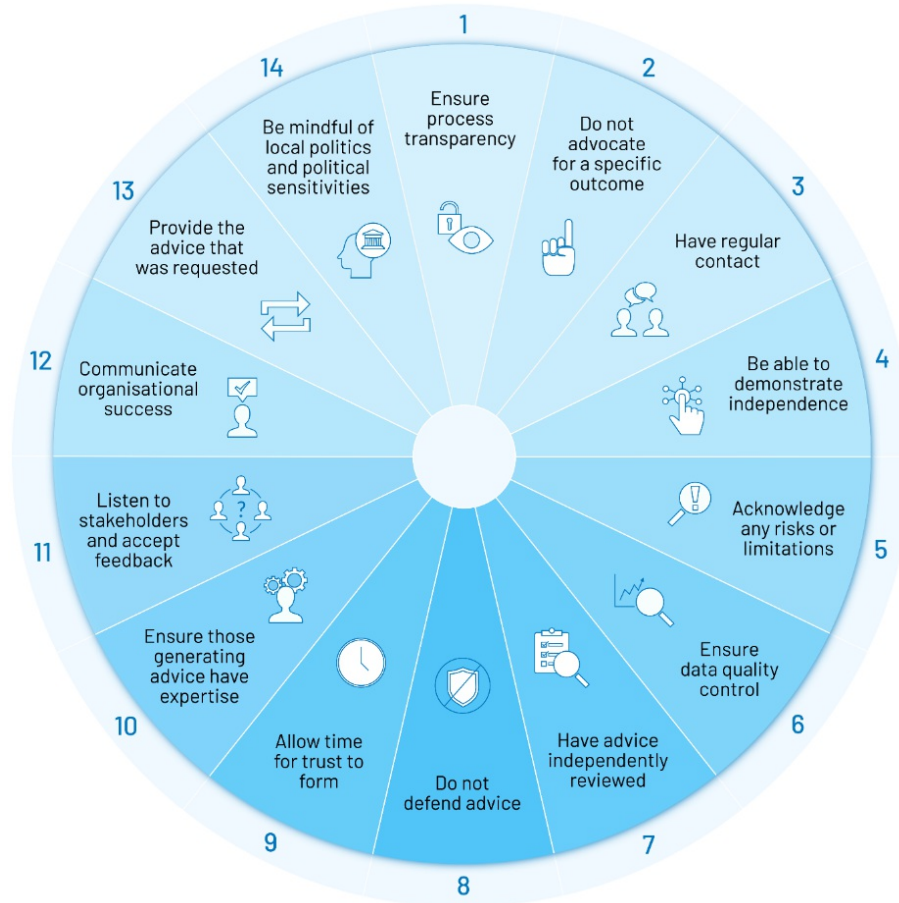 1
Ensure
process
transparency
2
Do not
advocate
for a specific
outcome
3
Have regular
contact
4
Be able to
demonstrate
independence
5
Acknowledge
any risks or
limitations
6
Ensure
data quality
control
7
Have advice
independently
reviewed
8
Do not
defend advice
9
Allow time
for trust to
form
10
Ensure those
generating
advice have
expertise
11
Listen to
stakeholders
and accept
feedback
?
12
Communicate
organisational
success
13
Provide the
advice that
was requested
14
Be mindful of
local politics
and political
sensitivities